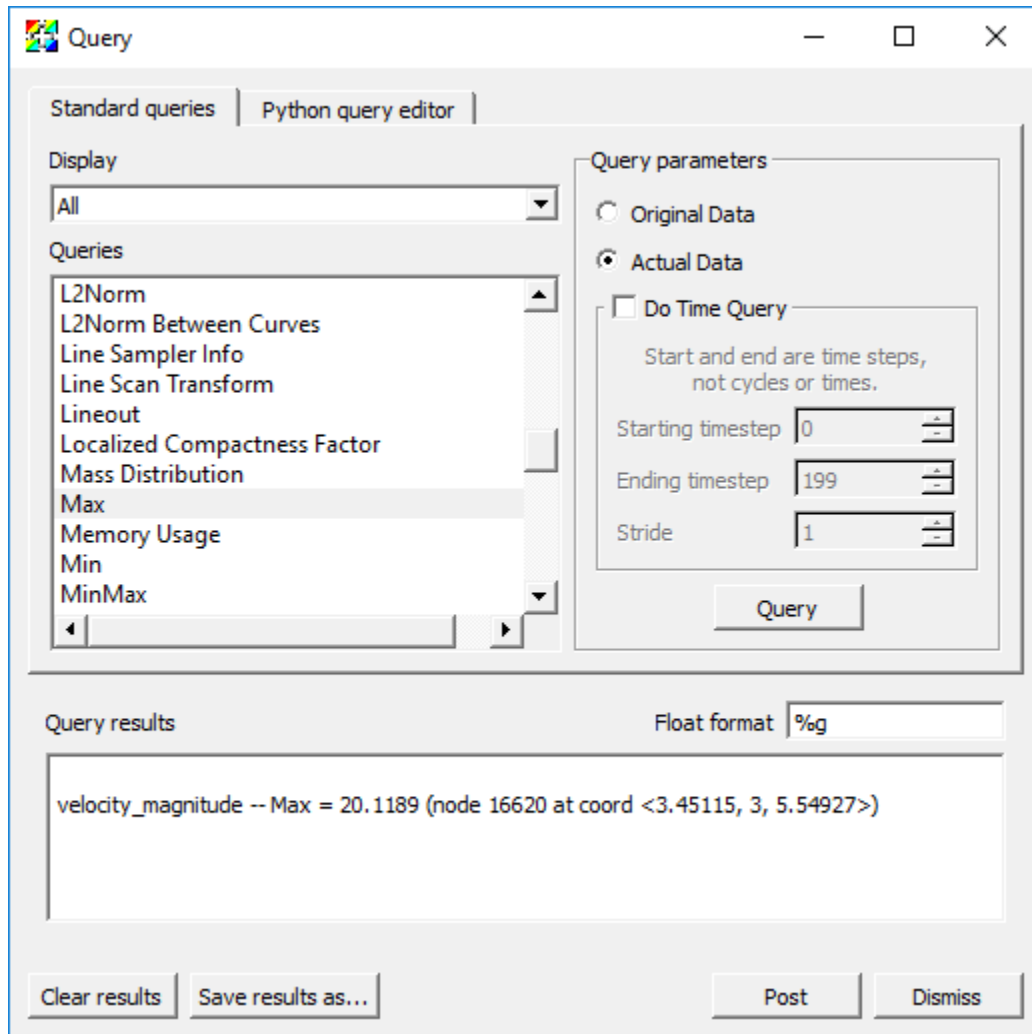 Query
Standard queries
Python query editor
Display
All
Queries
L2Norm
L2Norm Between Curves
Line Sampler Info
Line Scan Transform
Lineout
Localized Compactness Factor
Mass Distribution
Max
Memory Usage
Min
MinMax
Query parameters
Original Data
Actual Data
Do Time Query
Start and end are time steps,
not cycles or times.
Starting timestep 0
Ending timestep 199
Stride 1
Query
Query results
Float format %g
velocity_magnitude -- Max = 20.1189 (node 16620 at coord <3.45115, 3, 5.54927>)
Clear results
Save results as...
Post
Dismiss